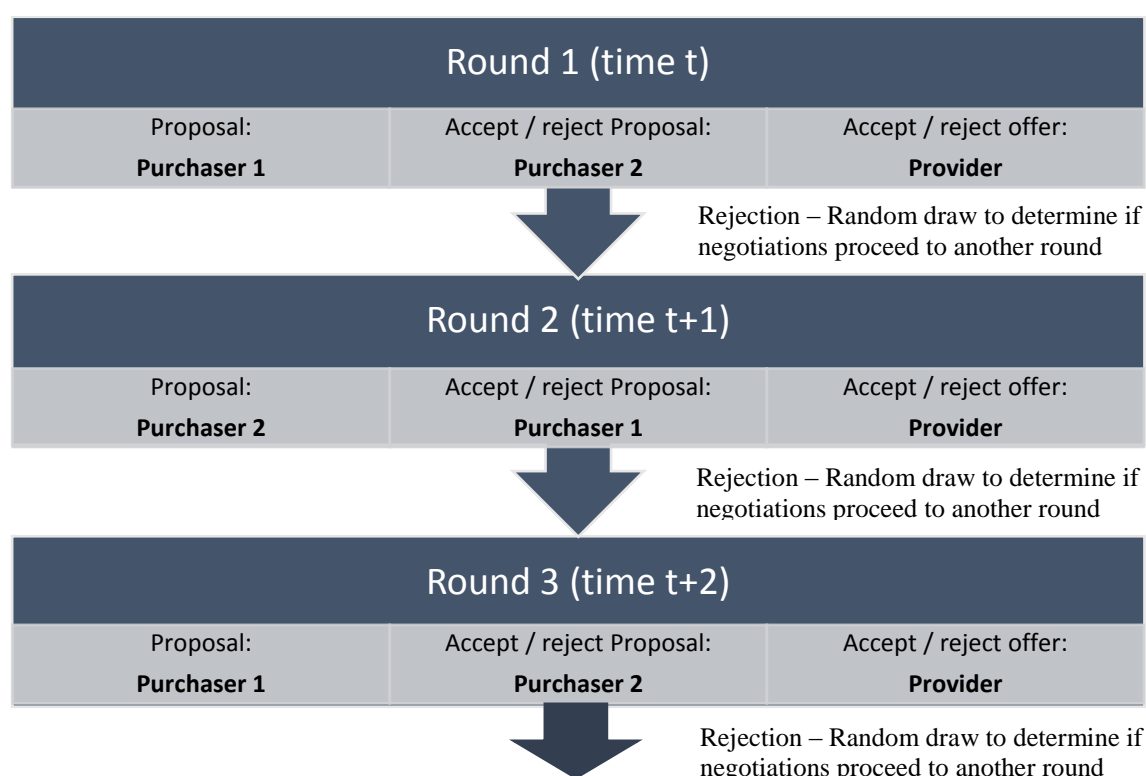 Round 1 (time t)
Proposal:
Purchaser 1
Accept / reject Proposal:
Purchaser 2
Accept / reject offer:
Provider
Rejection – Random draw to determine if
negotiations proceed to another round
Round 2 (time t+1)
Proposal:
Purchaser 2
Accept / reject Proposal:
Purchaser 1
Accept / reject offer:
Provider
Rejection – Random draw to determine if
negotiations proceed to another round
Round 3 (time t+2)
Proposal:
Purchaser 1
Accept / reject Proposal:
Purchaser 2
Accept / reject offer:
Provider
Rejection – Random draw to determine if
negotiations proceed to another round